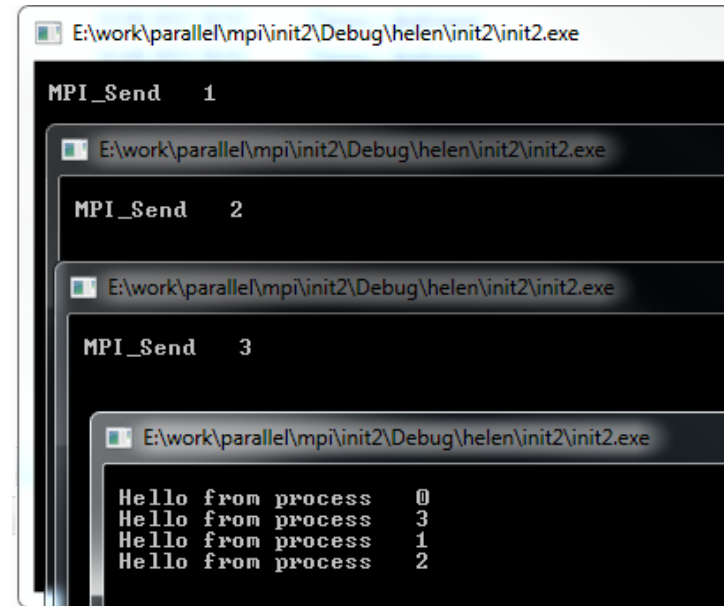 E:\work\parallel\mpi\init2\Debug\helen\init2\init2.exe
MPI_Send 1
E:\work\parallel\mpi\init2\Debug\helen\init2\init2.exe
MPI_Send 2
E:\work\parallel\mpi\init2\Debug\helen\init2\init2.exe
MPI_Send 3
E:\work\parallel\mpi\init2\Debug\helen\init2\init2.exe
Hello from process 0
Hello from process 3
Hello from process 1
Hello from process 2